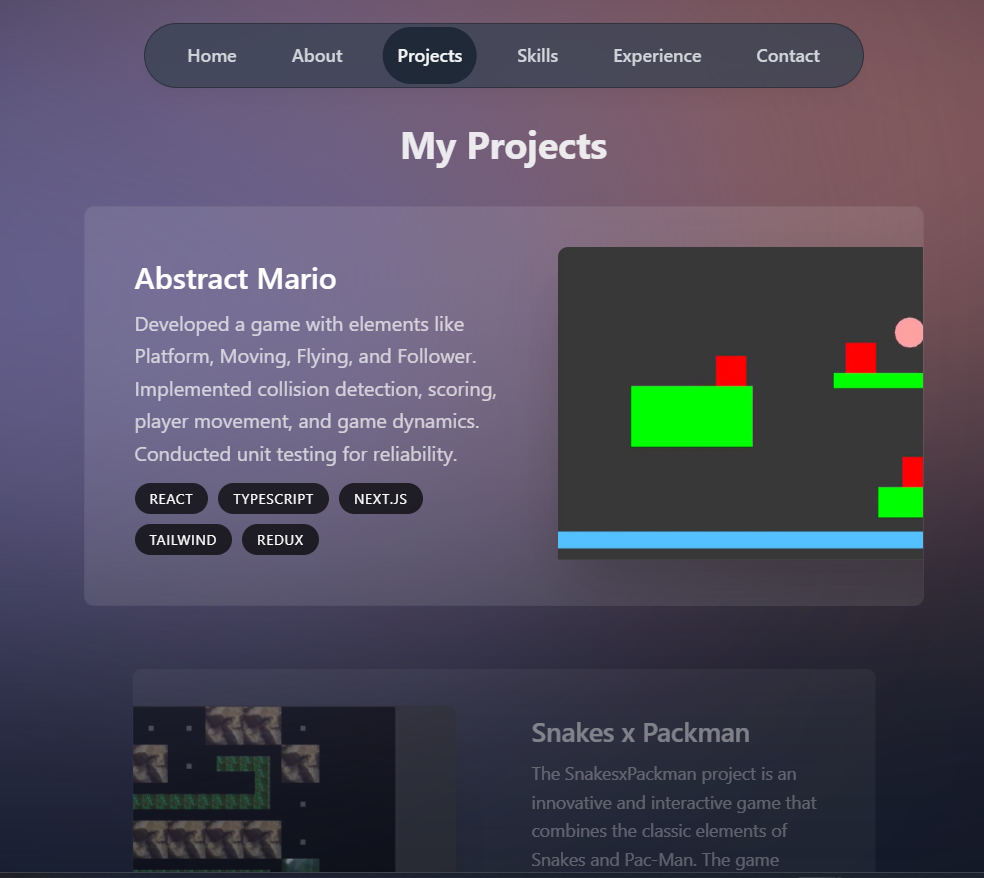 Home About Projects Skills Experience Contact
My Projects
Abstract Mario
Developed a game with elements like
Platform, Moving, Flying, and Follower.
Implemented collision detection, scoring,
player movement, and game dynamics.
Conducted unit testing for reliability.
REACT TYPESCRIPT NEXT.JS
TAILWIND REDUX
Snakes x Packman
The SnakesxPackman project is an
innovative and interactive game that
combines the classic elements of
Snakes and Pac-Man. The game